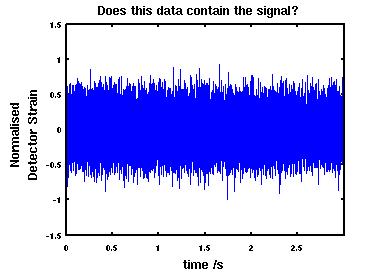 Does this data contain the signal?
1.5
1
0.5
0
-0.5
-1
-1.5
Normalised
Detector Strain
0 0.5 1 1.5 2 2.5
time /s